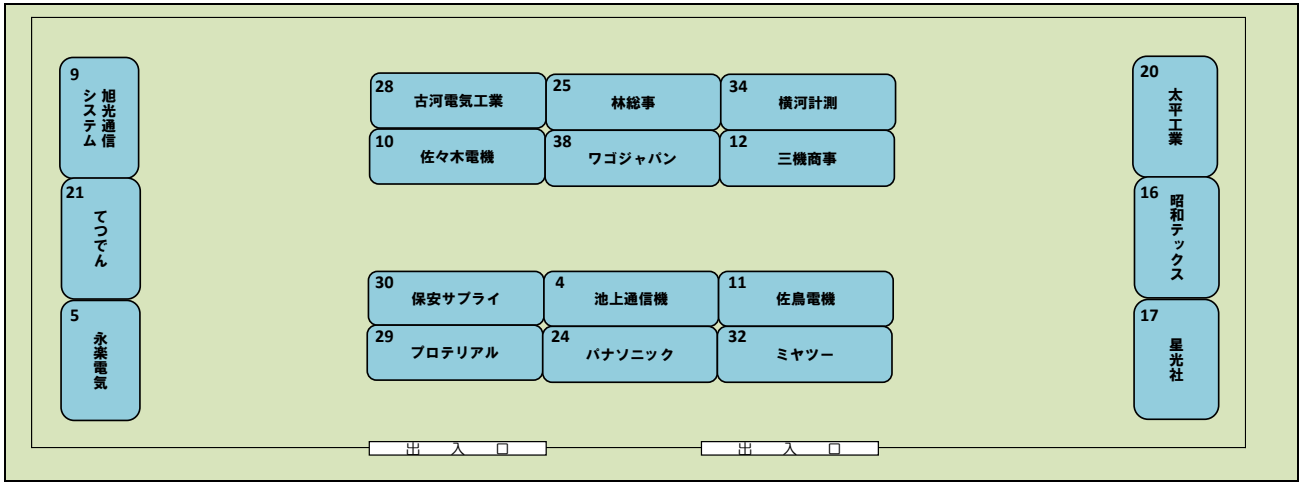 9
旭光通信
システム
21
てつでん
5
永楽電気
28
古河電気工業
25
林総事
34
横河計測
10
佐々木電機
38
ワゴジャパン
12
三機商事
30
保安サプライ
4
池上通信機
11
佐鳥電機
29
プロテリアル
24
パナソニック
32
ミヤツー
20
太平工業
16
昭和テックス
17
星光社
出 入 口
出 入 口